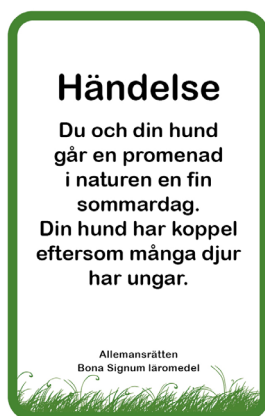 Händelse
Du och din hund
går en promenad
i naturen en fin
sommardag.
Din hund har koppel
eftersom många djur
har ungar.
Allemansrätten
Bona Signum läromedel